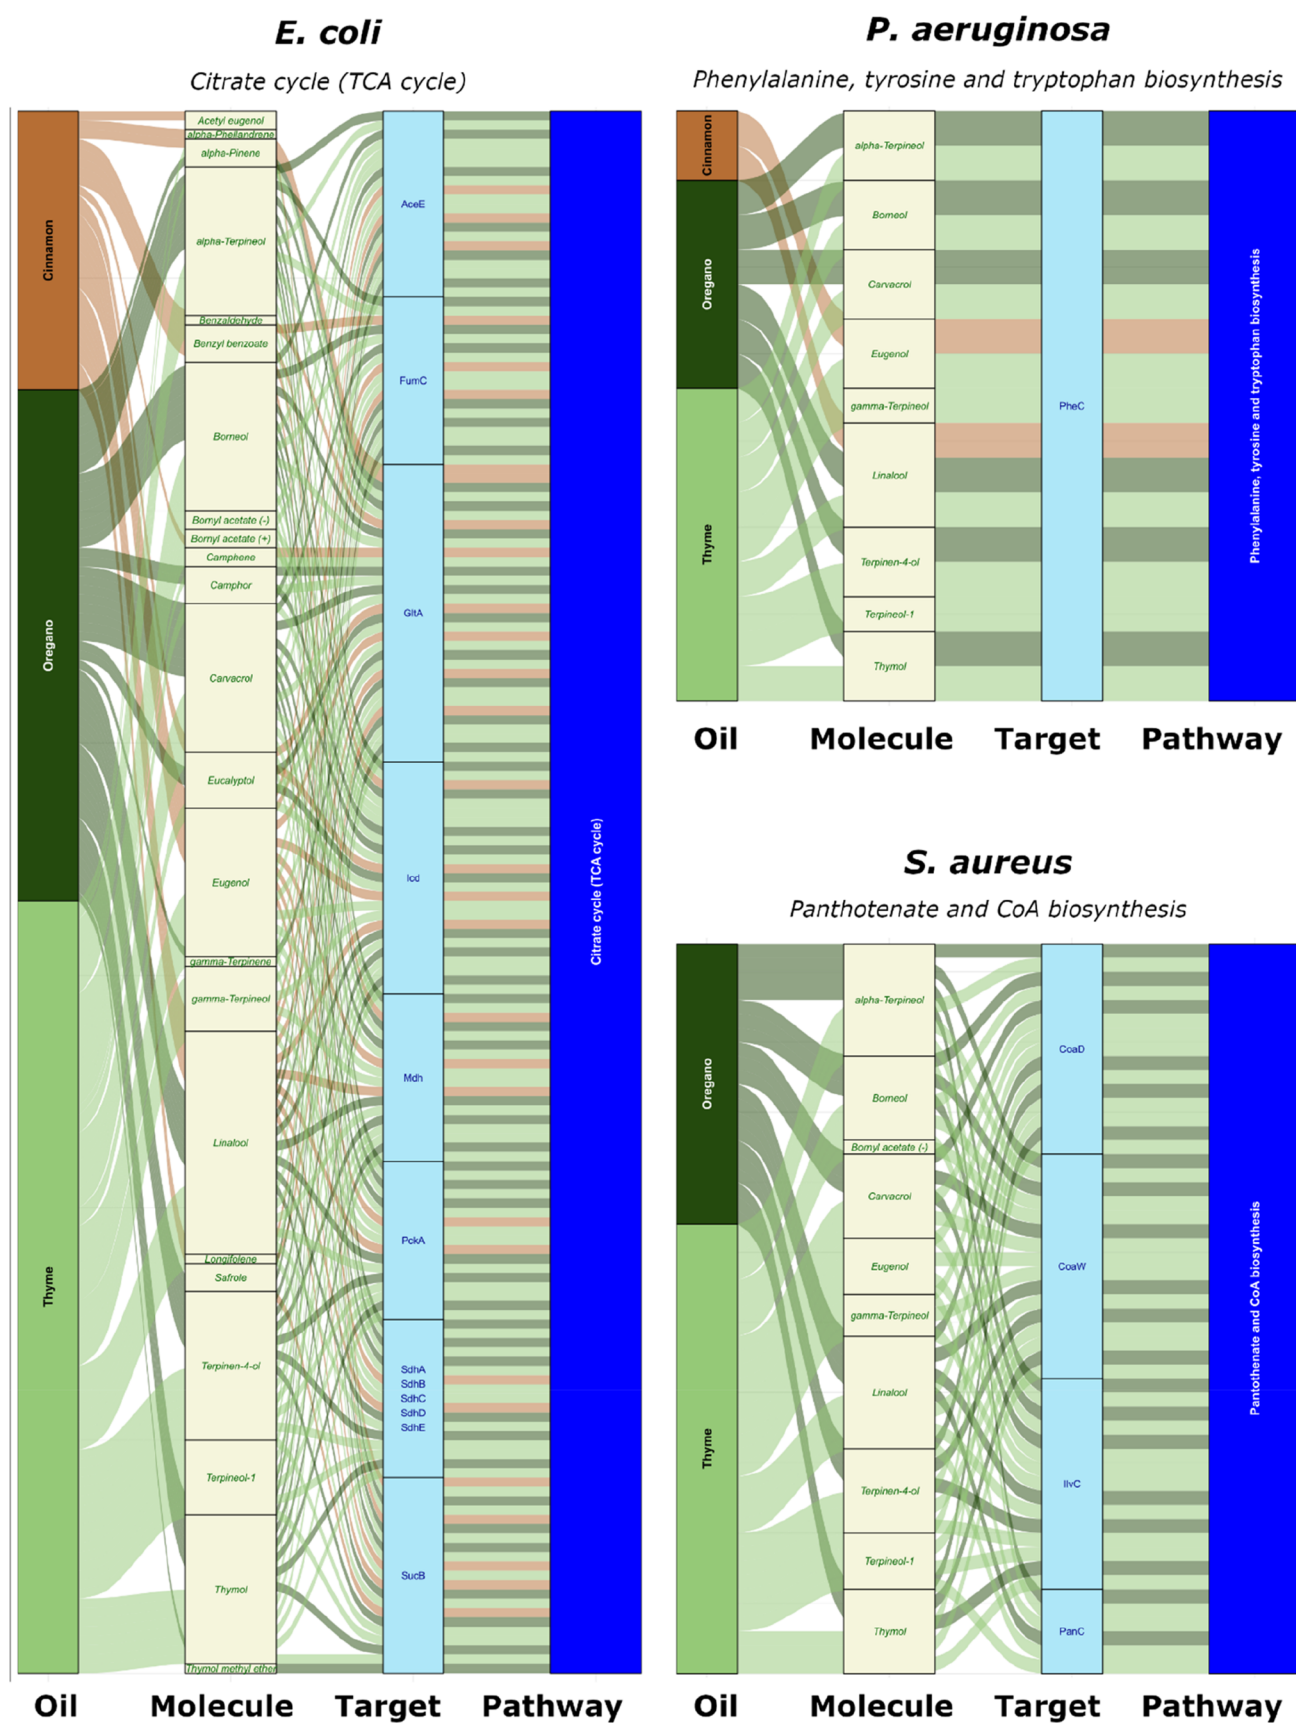 E. coli
Citrate cycle (TCA cycle)
Cinnamon
Oregano
Thyme
Acetyl eugenol
alpha-Phellandrene
alpha-Pinene
alpha-Terpineol
Benzaldehyde
Benzyl benzoate
Borneol
Bornyl acetate (-)
Bornyl acetate (+)
Camphene
Camphor
Carvacrol
Eucalyptol
Eugenol
gamma-Terpinene
gamma-Terpineol
Linalool
Longifolene
Safrole
Terpinen-4-ol
Terpineol-1
Thymol
Thymol methyl ether
AceE
FumC
GltA
Icd
Mdh
PckA
SdhA
SdhB
SdhC
SdhD
SdhE
SucB
Citrate cycle (TCA cycle)
Oil Molecule Target Pathway
P. aeruginosa
Phenylalanine, tyrosine and tryptophan biosynthesis
Cinnamon
Oregano
Thyme
alpha-Terpineol
Borneol
Carvacrol
Eugenol
gamma-Terpineol
Linalool
Terpinen-4-ol
Terpineol-1
Thymol
PheC
Phenylalanine, tyrosine and tryptophan biosynthesis
Oil Molecule Target Pathway
S. aureus
Panthotenate and CoA biosynthesis
Oregano
Thyme
alpha-Terpineol
Borneol
Bornyl acetate (-)
Carvacrol
Eugenol
gamma-Terpineol
Linalool
Terpinen-4-ol
Terpineol-1
Thymol
CoaD
CoaW
IlvC
PanC
Pantothenate and CoA biosynthesis
Oil Molecule Target Pathway